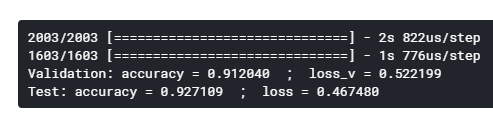 2003/2003 [==============================] - 2s 822us/step
1603/1603 [==============================] - 1s 776us/step
Validation: accuracy = 0.912040  ;  loss_v = 0.522199
Test: accuracy = 0.927109  ;  loss = 0.467480